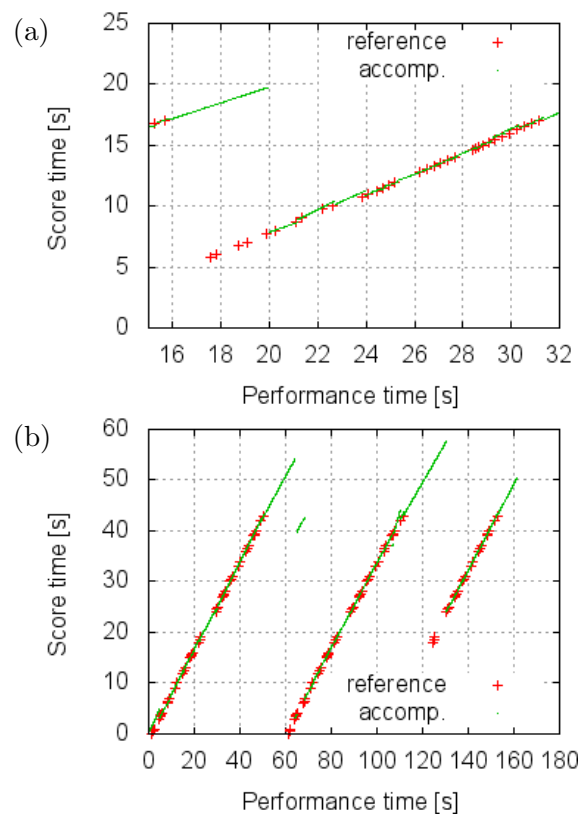 (a)
25
20
15
10
5
0
Score time [s]
reference
accomp.
16 18 20 22 24 26 28 30 32
Performance time [s]
(b)
60
50
40
30
20
10
0
Score time [s]
reference
accomp.
0 20 40 60 80 100 120 140 160 180
Performance time [s]